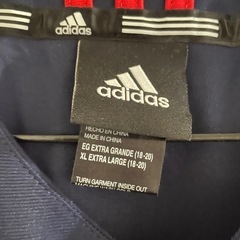 adidas
adidas
HECHO EN CHINA
MADE IN CHINA
EG EXTRA GRANDE (18-20)
XL EXTRA LARGE (18-20)
TURN GARMENT INSIDE OUT